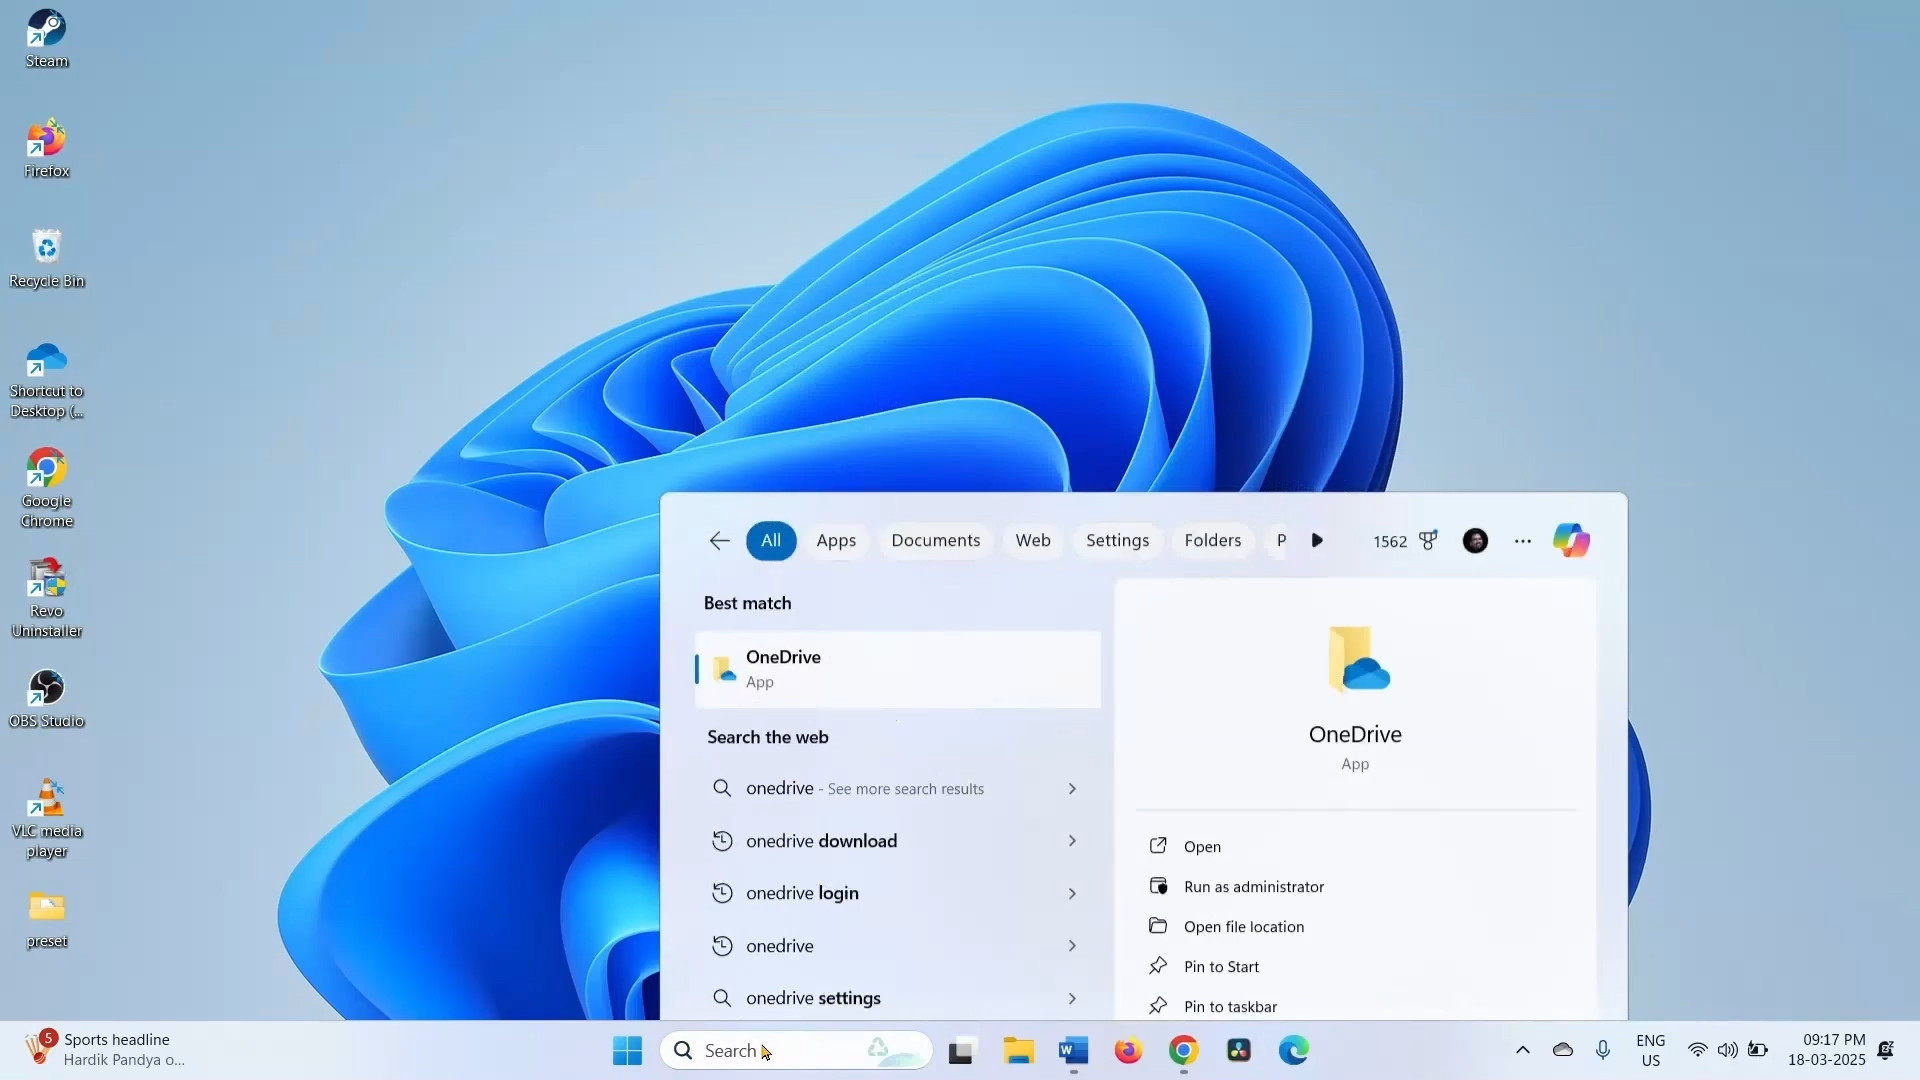 Steam
Firefox
Recycle Bin
Shortcut to
Desktop (...
Google
Chrome
Revo
Uninstaller
OBS Studio
VLC media
player
preset
All
Apps
Documents
Web
Settings
Folders
P
1562
Best match
OneDrive
App
Search the web
onedrive - See more search results
onedrive download
onedrive login
onedrive
onedrive settings
OneDrive
App
Open
Run as administrator
Open file location
Pin to Start
Pin to taskbar
5
Sports headline
Hardik Pandya o...
Search
W
ENG
US
09:17 PM
18-03-2025